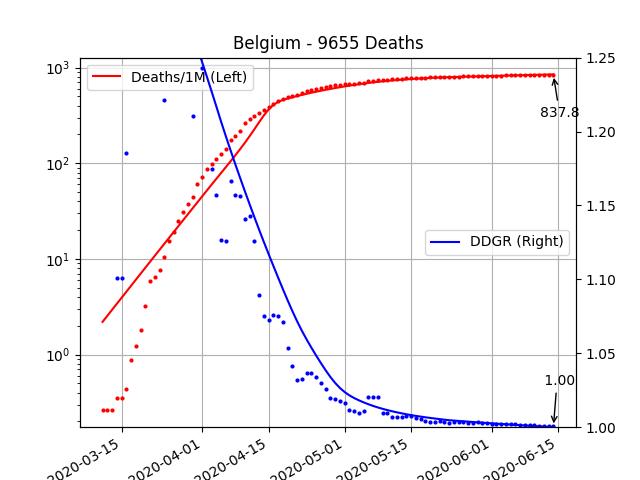 Belgium - 9655 Deaths
10³ 1.25
Deaths/1M (Left)
837.8
1.20
10²
1.15
DDGR (Right)
10¹ 1.10
1.05
10⁰
1.00
1.00
2020-03-15 2020-04-01 2020-04-15 2020-05-01 2020-05-15 2020-06-01 2020-06-15